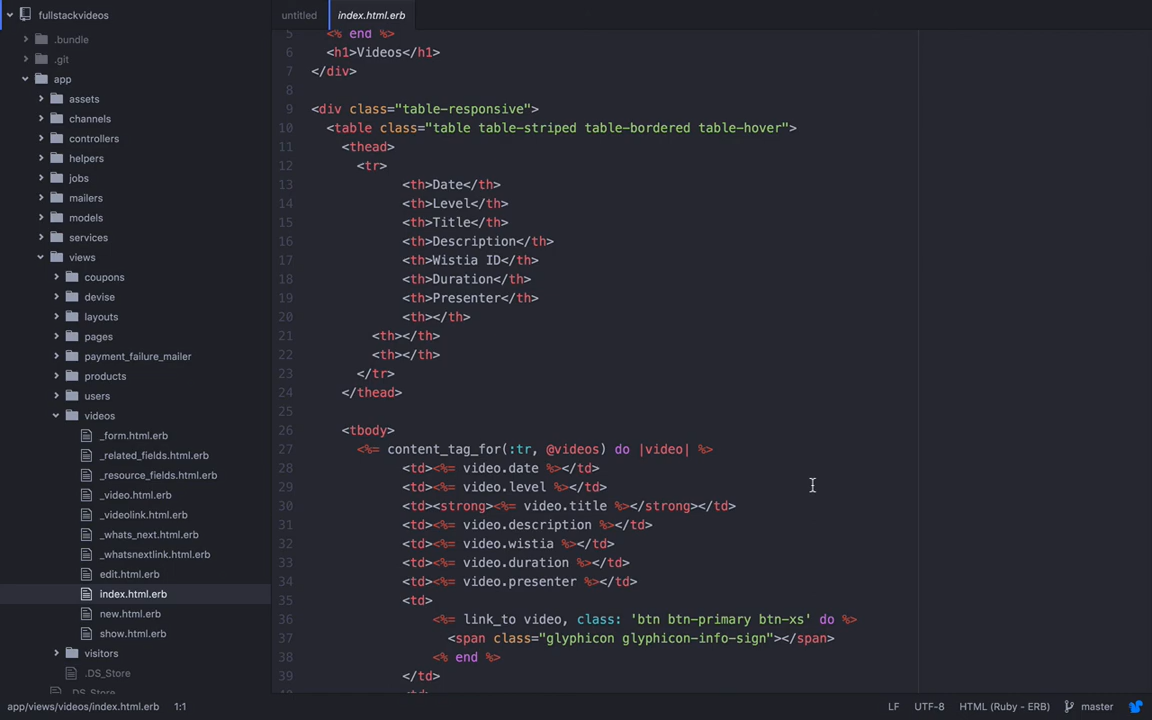 fullstackvideos
.bundle
.git
app
assets
channels
controllers
helpers
jobs
mailers
models
services
views
coupons
devise
layouts
pages
payment_failure_mailer
products
users
videos
_form.html.erb
_related_fields.html.erb
_resource_fields.html.erb
_video.html.erb
_videolink.html.erb
_whats_next.html.erb
_whatsnextlink.html.erb
edit.html.erb
index.html.erb
new.html.erb
show.html.erb
visitors
.DS_Store
.DS_Store
untitled index.html.erb
5 <% end %>
6 <h1>Videos</h1>
7 </div>
8
9 <div class="table-responsive">
10 <table class="table table-striped table-bordered table-hover">
11 <thead>
12 <tr>
13 <th>Date</th>
14 <th>Level</th>
15 <th>Title</th>
16 <th>Description</th>
17 <th>Wistia ID</th>
18 <th>Duration</th>
19 <th>Presenter</th>
20 <th></th>
21 <th></th>
22 <th></th>
23 </tr>
24 </thead>
25
26 <tbody>
27 <%= content_tag_for(:tr, @videos) do |video| %>
28 <td><%= video.date %></td>
29 <td><%= video.level %></td>
30 <td><strong><%= video.title %></strong></td>
31 <td><%= video.description %></td>
32 <td><%= video.wistia %></td>
33 <td><%= video.duration %></td>
34 <td><%= video.presenter %></td>
35 <td>
36 <%= link_to video, class: 'btn btn-primary btn-xs' do %>
37 <span class="glyphicon glyphicon-info-sign"></span>
38 <% end %>
39 </td>
40 <td>
app/views/videos/index.html.erb 1:1 LF UTF-8 HTML (Ruby - ERB) master